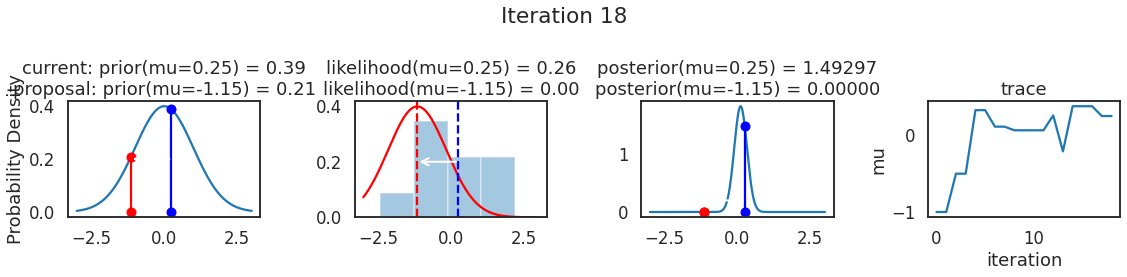 Iteration 18
current: prior(mu=0.25) = 0.39
proposal: prior(mu=-1.15) = 0.21
likelihood(mu=0.25) = 0.26
likelihood(mu=-1.15) = 0.00
posterior(mu=0.25) = 1.49297
posterior(mu=-1.15) = 0.00000
trace
Probability Density
0.4
0.2
0.0
−2.5 0.0 2.5
0.4
0.2
0.0
−2.5 0.0 2.5
1
0
−2.5 0.0 2.5
mu
0
−1
0 10
iteration